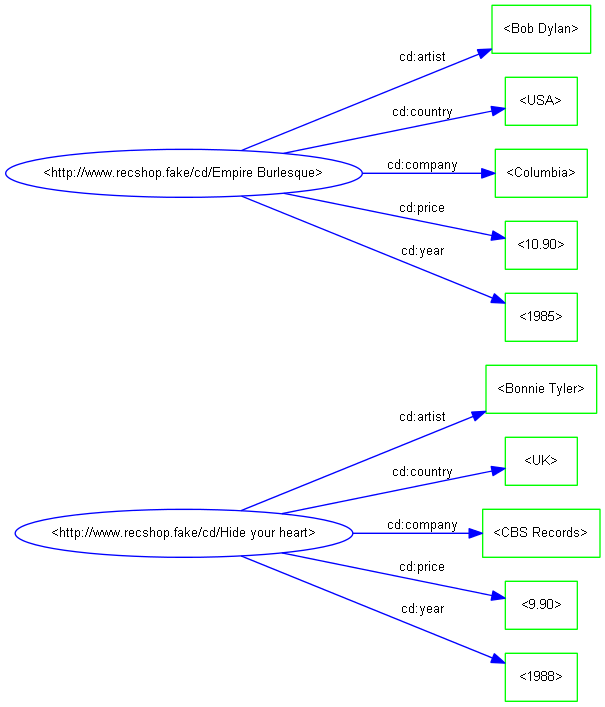 <Bob Dylan>
cd:artist
<USA>
cd:country
<http://www.recshop.fake/cd/Empire Burlesque>
cd:company
<Columbia>
cd:price
<10.90>
cd:year
<1985>
<Bonnie Tyler>
cd:artist
<UK>
cd:country
<http://www.recshop.fake/cd/Hide your heart>
cd:company
<CBS Records>
cd:price
<9.90>
cd:year
<1988>